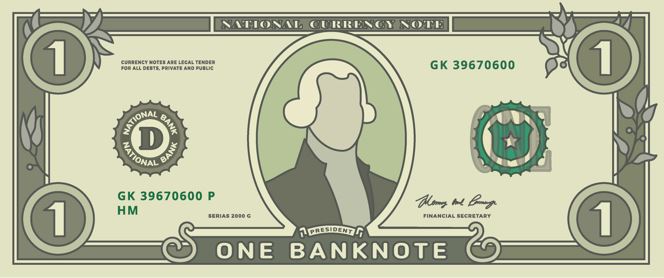 NATIONAL CURRENCY NOTE
1
1
CURRENCY NOTES ARE LEGAL TENDER
FOR ALL DEBTS, PRIVATE AND PUBLIC
GK 39670600
NATIONAL BANK
D
NATIONAL BANK
ONE
GK 39670600 P
HM
SERIAS 2000 G
FINANCIAL SECRETARY
1
1
PRESIDENT
ONE BANKNOTE